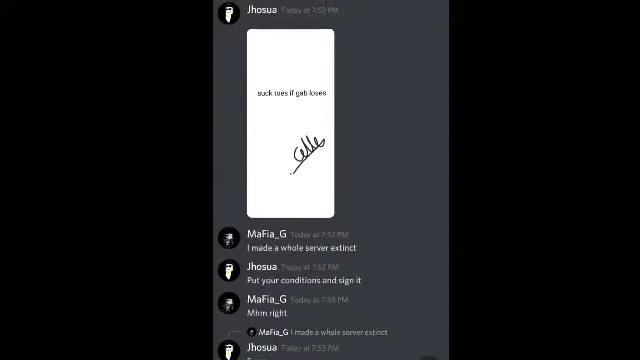 Jhosua Today at 7:52 PM
suck toes if gab loses
MaFia_G Today at 7:52 PM
I made a whole server extinct
Jhosua Today at 7:52 PM
Put your conditions and sign it
MaFia_G Today at 7:53 PM
Mhm right
MaFia_G I made a whole server extinct
Jhosua Today at 7:53 PM